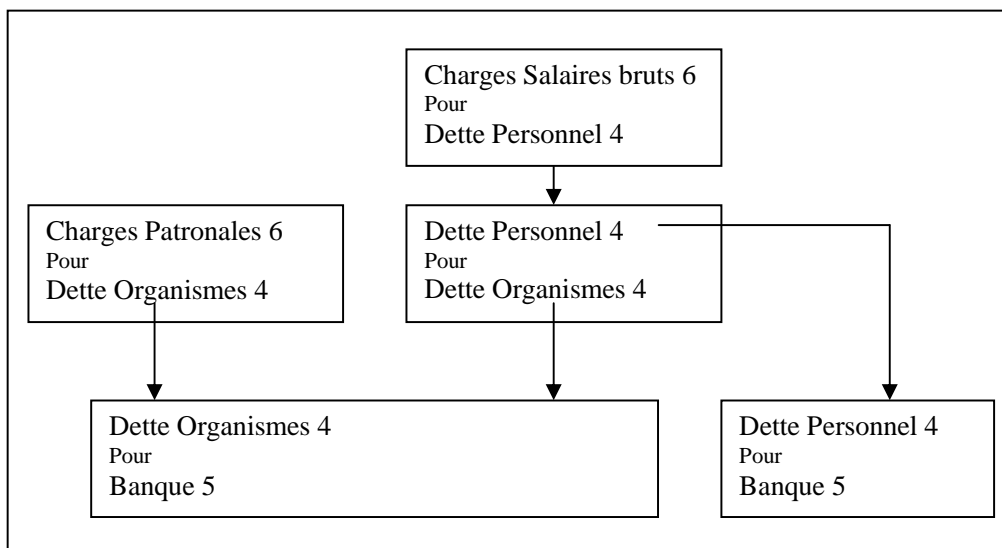 Charges Salaires bruts 6
Pour
Dette Personnel 4
Charges Patronales 6
Pour
Dette Organismes 4
Dette Personnel 4
Pour
Dette Organismes 4
Dette Organismes 4
Pour
Banque 5
Dette Personnel 4
Pour
Banque 5